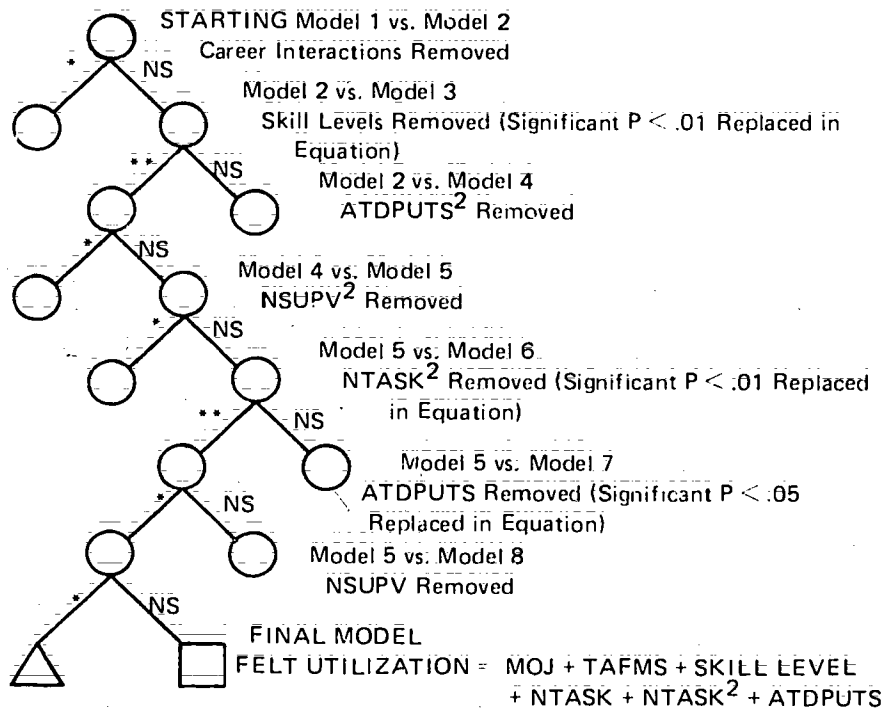 STARTING Model 1 vs. Model 2
Career Interactions Removed
* NS
Model 2 vs. Model 3
Skill Levels Removed (Significant P < .01 Replaced in
Equation)
** NS
Model 2 vs. Model 4
ATDPUTS² Removed
* NS
Model 4 vs. Model 5
NSUPV² Removed
* NS
Model 5 vs. Model 6
NTASK² Removed (Significant P < .01 Replaced
in Equation)
** NS
Model 5 vs. Model 7
ATDPUTS Removed (Significant P < .05
Replaced in Equation)
* NS
Model 5 vs. Model 8
NSUPV Removed
* NS
FINAL MODEL
FELT UTILIZATION = MOJ + TAFMS + SKILL LEVEL
+ NTASK + NTASK² + ATDPUTS